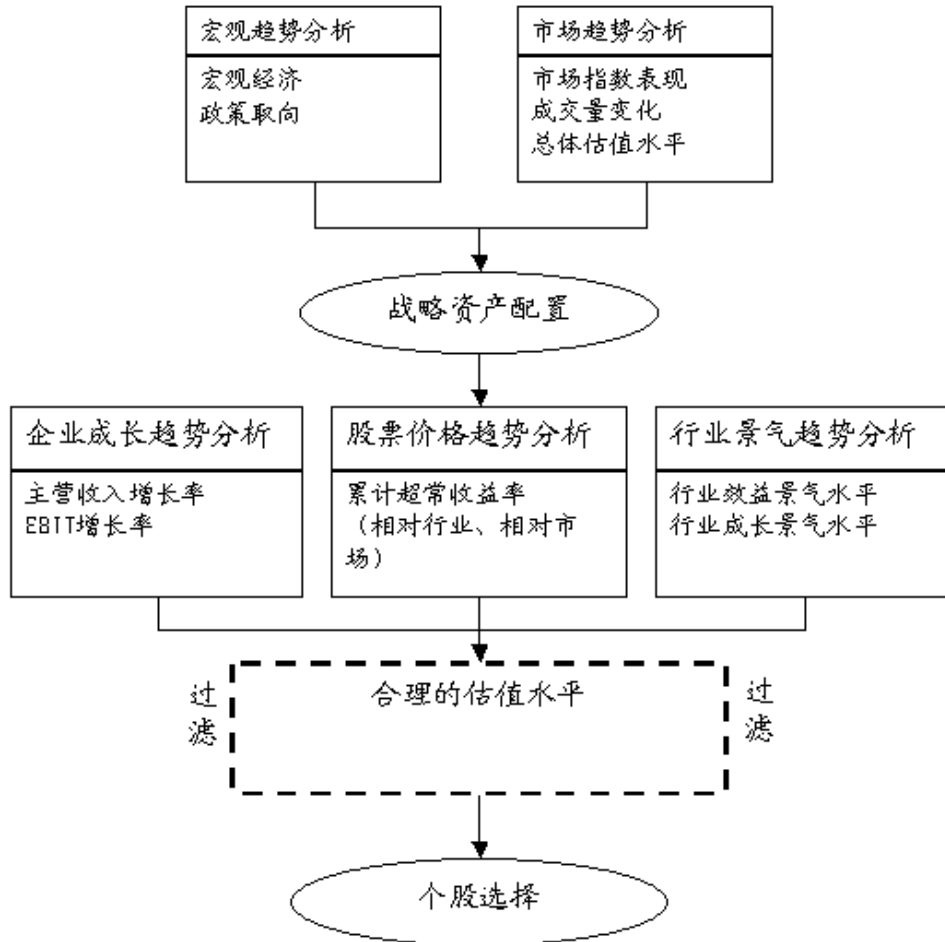 宏观趋势分析
宏观经济
政策取向
市场趋势分析
市场指数表现
成交量变化
总体估值水平
战略资产配置
企业成长趋势分析
主营收入增长率
EBIT增长率
股票价格趋势分析
累计超常收益率
（相对行业、相对市
场）
行业景气趋势分析
行业效益景气水平
行业成长景气水平
过
滤
合理的估值水平
过
滤
个股选择